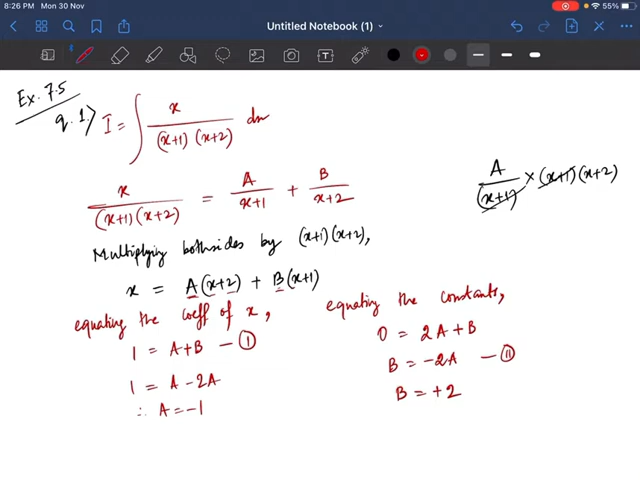 8:26 PM Mon 30 Nov
55%
Untitled Notebook (1)
Ex. 7.5
q. 1.> I = ∫ x / (x+1)(x+2) dx
x / (x+1)(x+2) = A / x+1 + B / x+2
A / (x+1) × (x+1)(x+2)
Multiplying bothsides by (x+1)(x+2),
x = A(x+2) + B(x+1)
equating the coeff of x,
1 = A+B — I
1 = A - 2A
∴ A = -1
equating the constants,
0 = 2A + B
B = -2A — II
B = +2